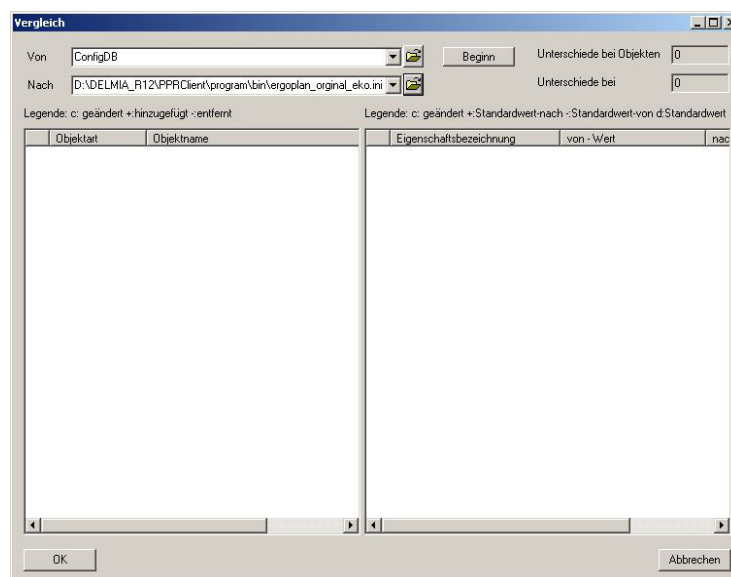 Vergleich
Von ConfigDB Beginn Unterschiede bei Objekten 0
Nach D:\DELMIA_R12\PPRClient\program\bin\ergoplan_orginal_eko.ini Unterschiede bei 0
Legende: c: geändert +:hinzugefügt -:entfernt Legende: c: geändert +:Standardwert-nach -:Standardwert-von d:Standardwert
Objektart Objektname Eigenschaftsbezeichnung von - Wert nac
OK Abbrechen